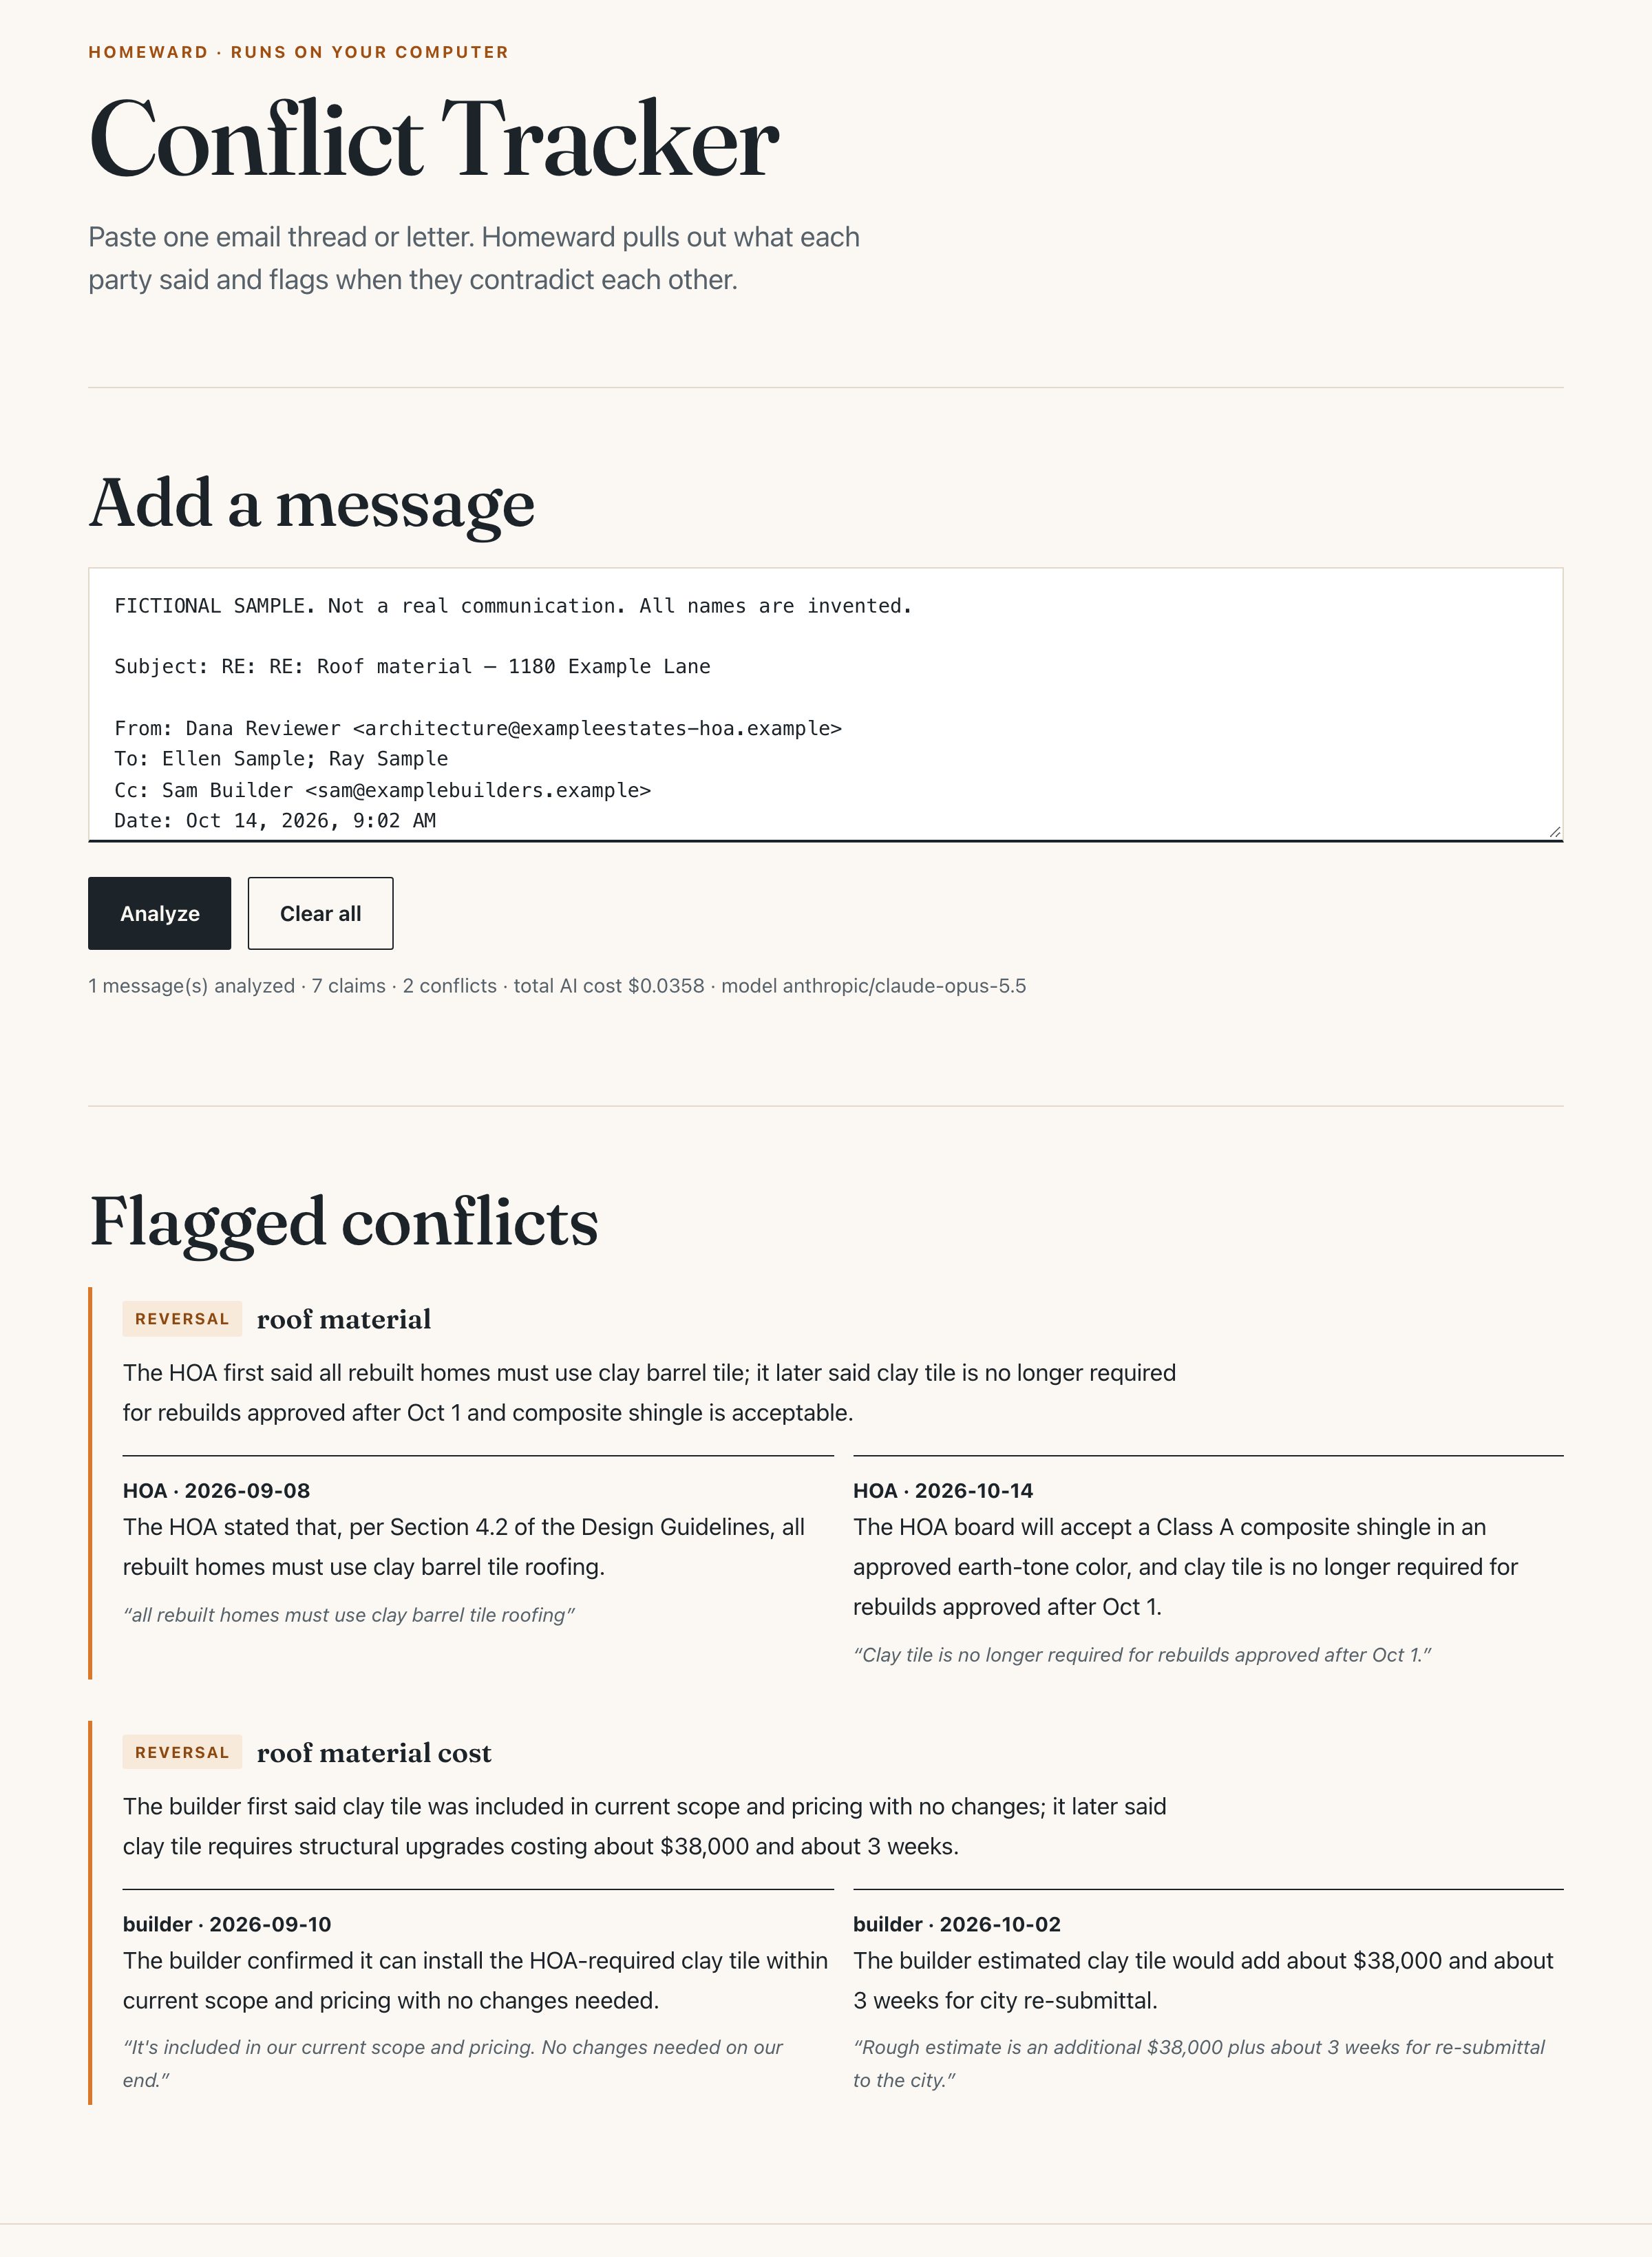 HOMEWARD · RUNS ON YOUR COMPUTER
Conflict Tracker
Paste one email thread or letter. Homeward pulls out what each
party said and flags when they contradict each other.
Add a message
FICTIONAL SAMPLE. Not a real communication. All names are invented.
Subject: RE: RE: Roof material — 1180 Example Lane
From: Dana Reviewer <architecture@exampleestates-hoa.example>
To: Ellen Sample; Ray Sample
Cc: Sam Builder <sam@examplebuilders.example>
Date: Oct 14, 2026, 9:02 AM
Analyze Clear all
1 message(s) analyzed · 7 claims · 2 conflicts · total AI cost $0.0358 · model anthropic/claude-opus-5.5
Flagged conflicts
REVERSAL roof material
The HOA first said all rebuilt homes must use clay barrel tile; it later said clay tile is no longer required
for rebuilds approved after Oct 1 and composite shingle is acceptable.
HOA · 2026-09-08
The HOA stated that, per Section 4.2 of the Design Guidelines, all
rebuilt homes must use clay barrel tile roofing.
“all rebuilt homes must use clay barrel tile roofing”
HOA · 2026-10-14
The HOA board will accept a Class A composite shingle in an
approved earth-tone color, and clay tile is no longer required for
rebuilds approved after Oct 1.
“Clay tile is no longer required for rebuilds approved after Oct 1.”
REVERSAL roof material cost
The builder first said clay tile was included in current scope and pricing with no changes; it later said
clay tile requires structural upgrades costing about $38,000 and about 3 weeks.
builder · 2026-09-10
The builder confirmed it can install the HOA-required clay tile within
current scope and pricing with no changes needed.
“It's included in our current scope and pricing. No changes needed on our
end.”
builder · 2026-10-02
The builder estimated clay tile would add about $38,000 and about
3 weeks for city re-submittal.
“Rough estimate is an additional $38,000 plus about 3 weeks for re-submittal
to the city.”